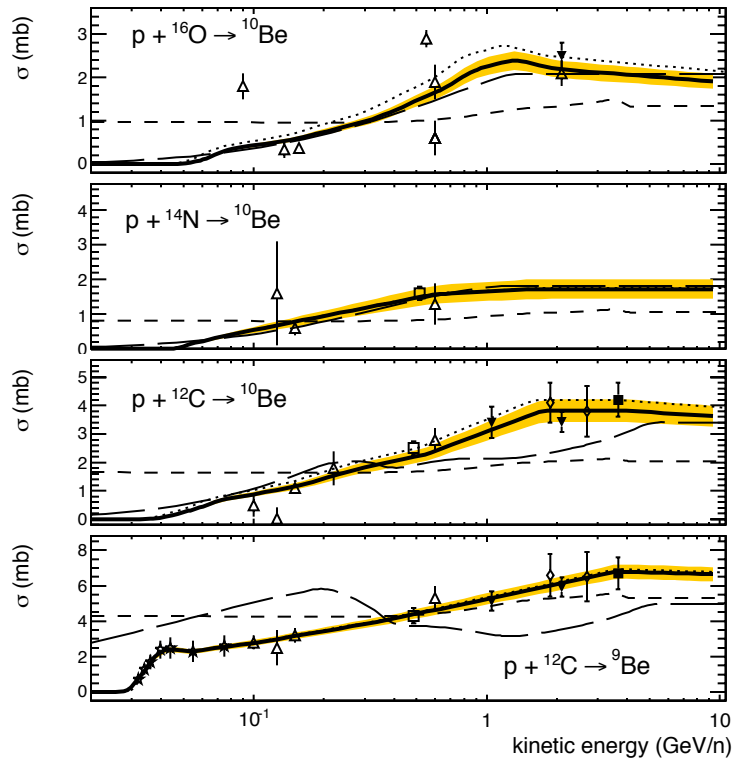 σ (mb)
3
2
1
0
p + ¹⁶O → ¹⁰Be
σ (mb)
4
3
2
1
0
p + ¹⁴N → ¹⁰Be
σ (mb)
5
4
3
2
1
0
p + ¹²C → ¹⁰Be
σ (mb)
8
6
4
2
0
p + ¹²C → ⁹Be
10⁻¹
1
10
kinetic energy (GeV/n)